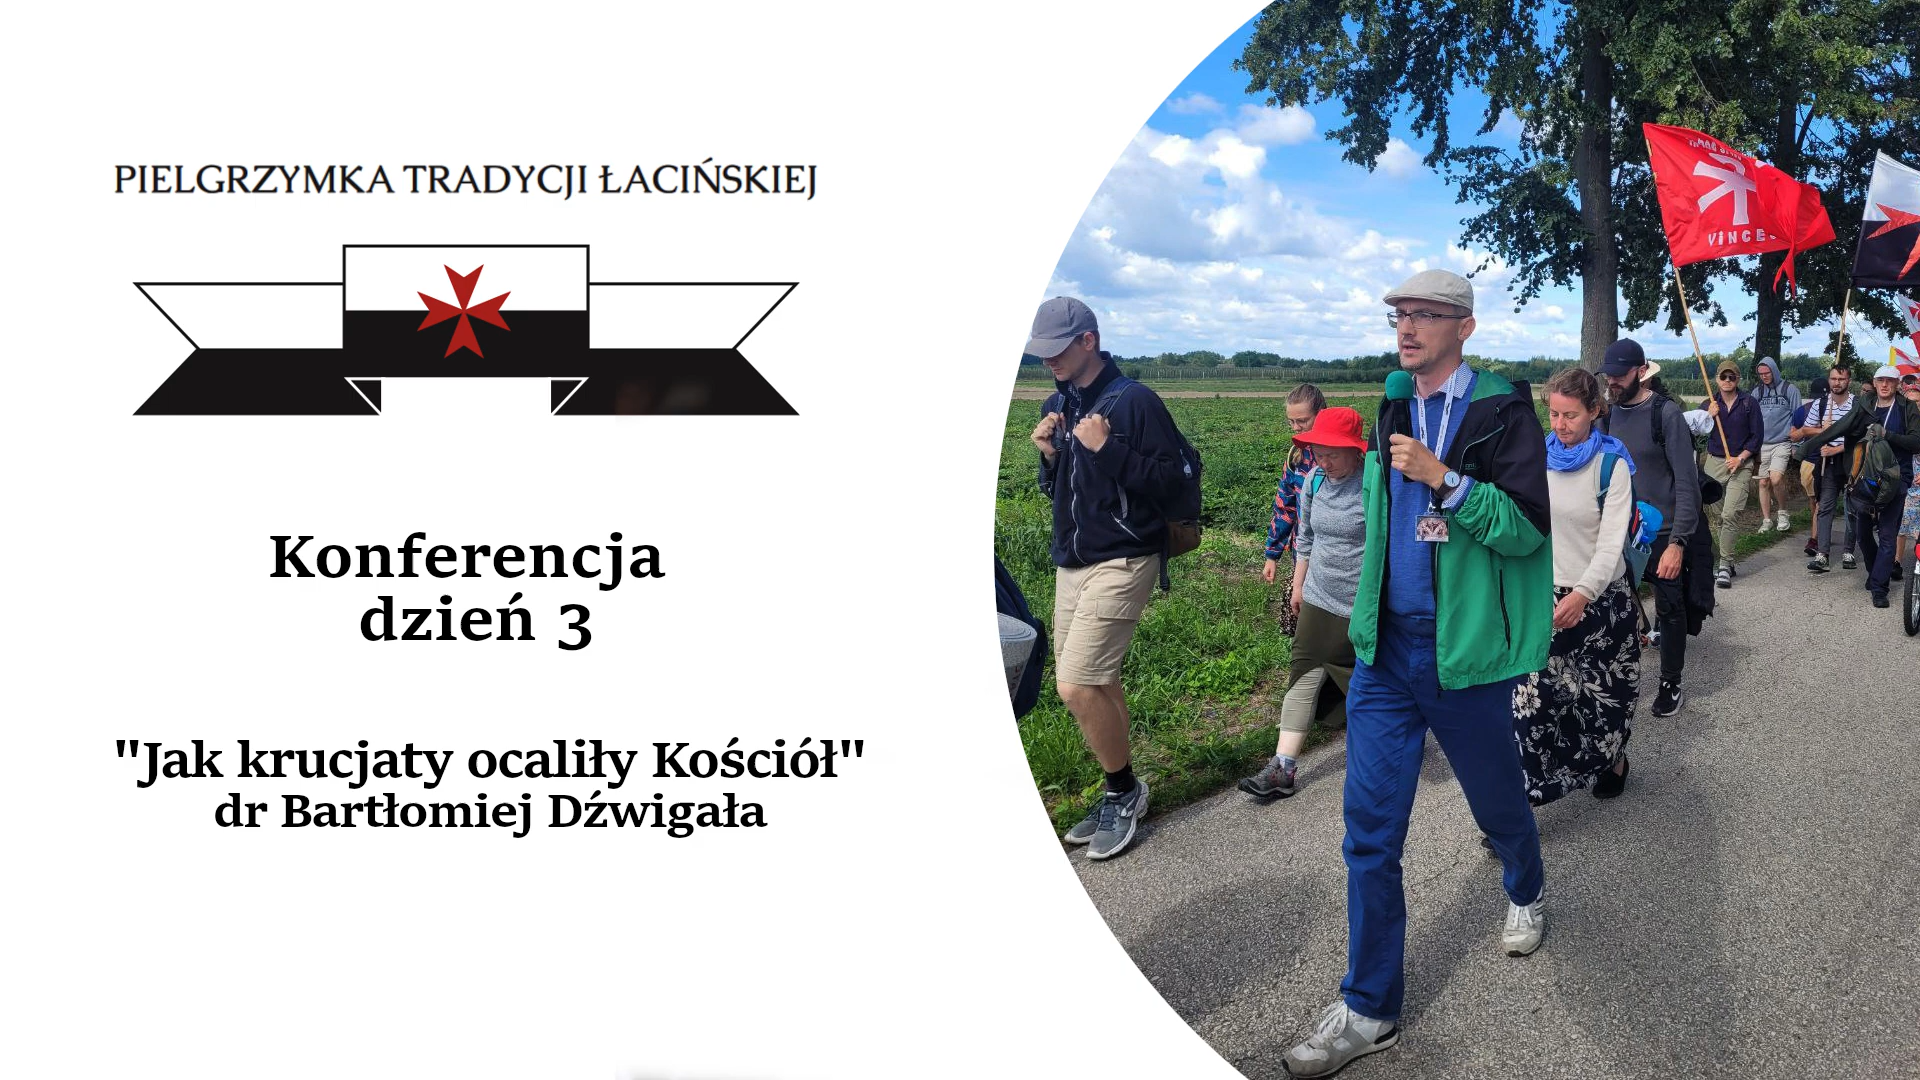 PIELGRZYMKA TRADYCJI ŁACIŃSKIEJ
Konferencja
dzień 3
"Jak krucjaty ocaliły Kościół"
dr Bartłomiej Dźwigała